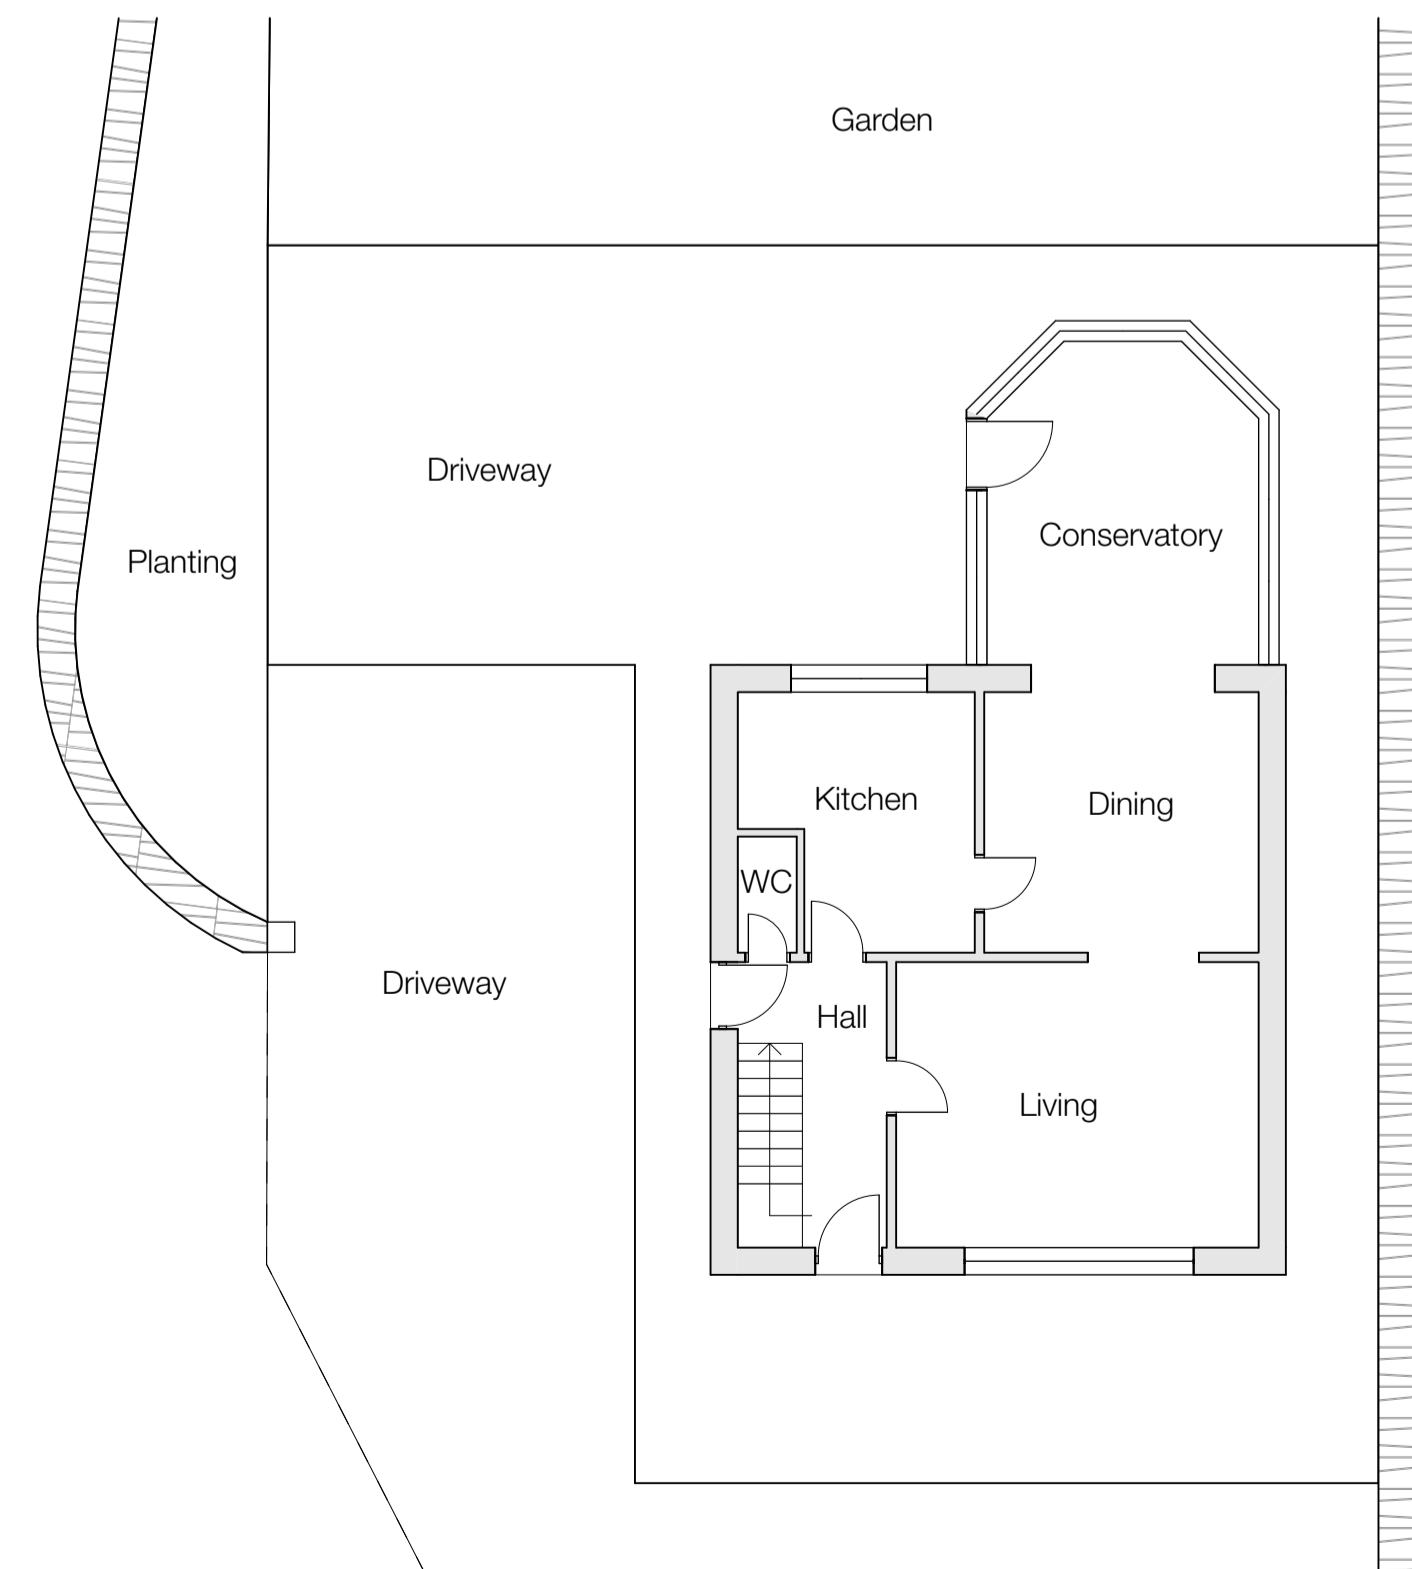 Garden
Driveway
Conservatory
Planting
Kitchen
Dining
WC
Driveway
Hall
Living